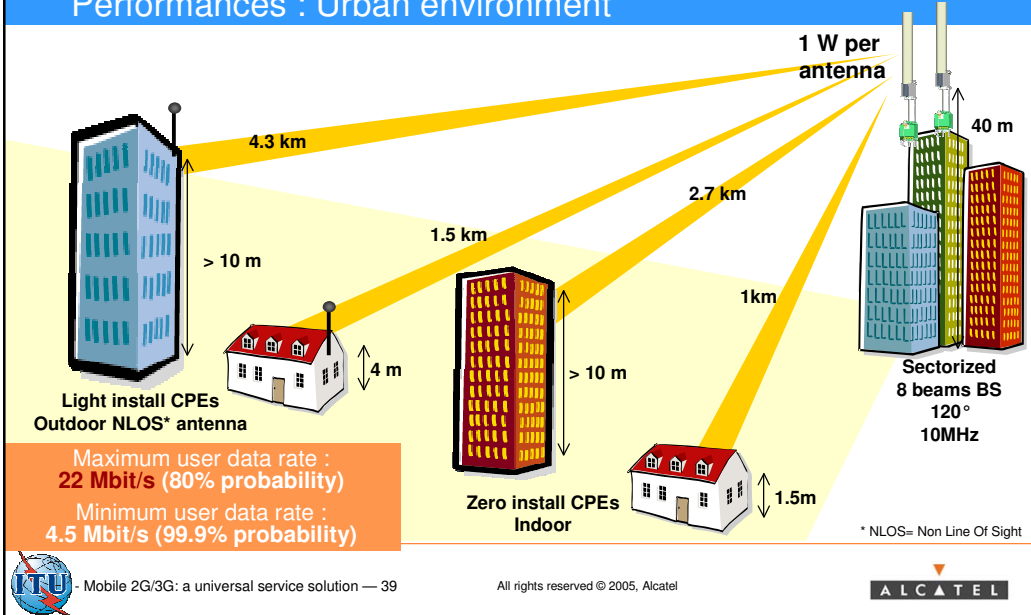 Performances : Urban environment
1 W per
antenna
4.3 km
40 m
2.7 km
1.5 km
> 10 m
1km
4 m
> 10 m
Sectorized
8 beams BS
120°
10MHz
Light install CPEs
Outdoor NLOS* antenna
Maximum user data rate :
22 Mbit/s (80% probability)
Minimum user data rate :
4.5 Mbit/s (99.9% probability)
Zero install CPEs
Indoor
1.5m
* NLOS= Non Line Of Sight
ITU
- Mobile 2G/3G: a universal service solution — 39
All rights reserved © 2005, Alcatel
ALCATEL